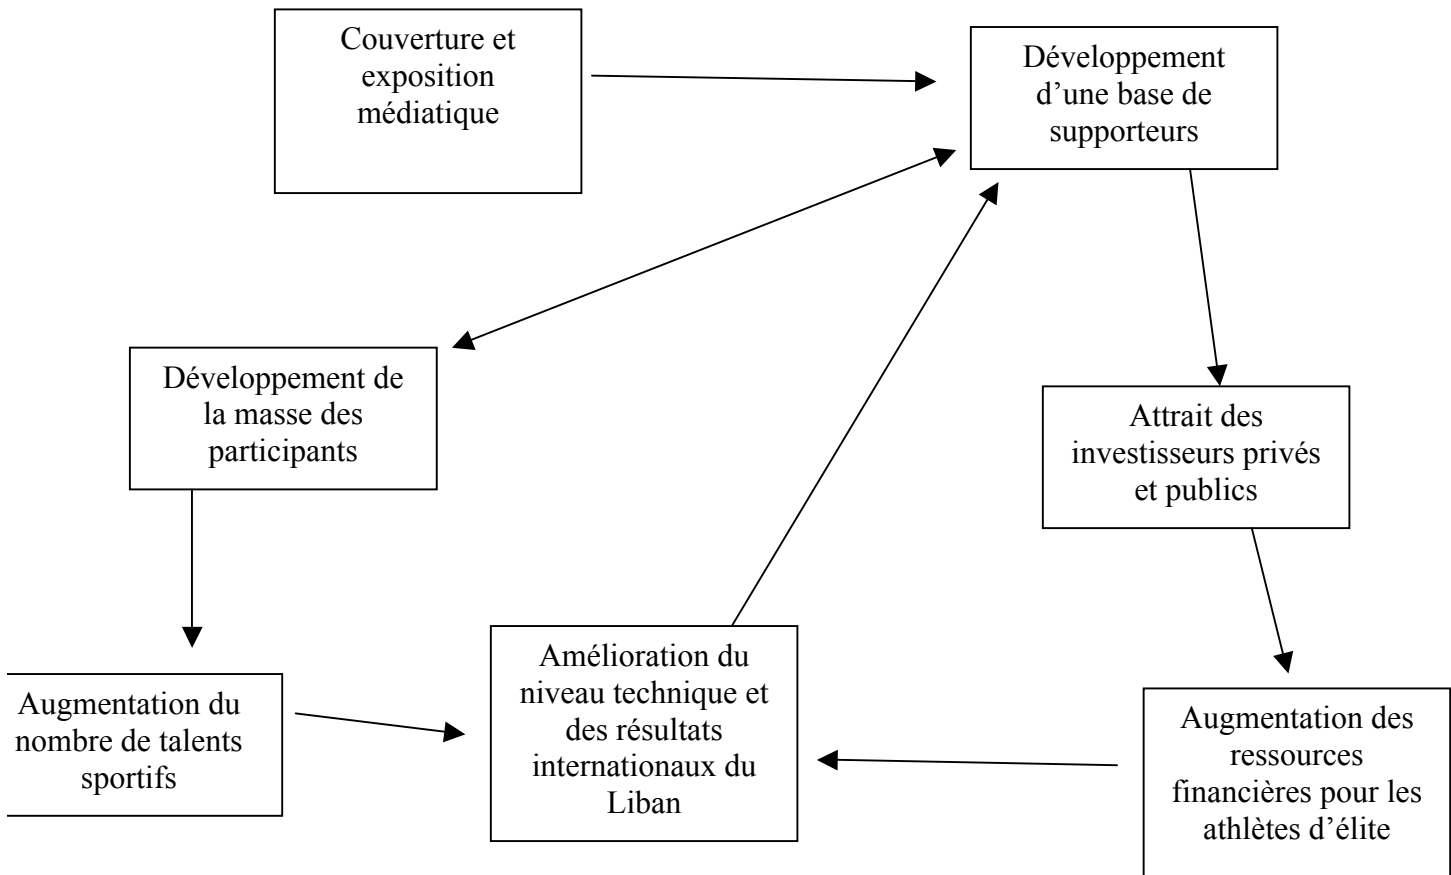 Couverture et
exposition
médiatique
Développement
d’une base de
supporteurs
Développement de
la masse des
participants
Attrait des
investisseurs privés
et publics
Augmentation du
nombre de talents
sportifs
Amélioration du
niveau technique et
des résultats
internationaux du
Liban
Augmentation des
ressources
financières pour les
athlètes d’élite